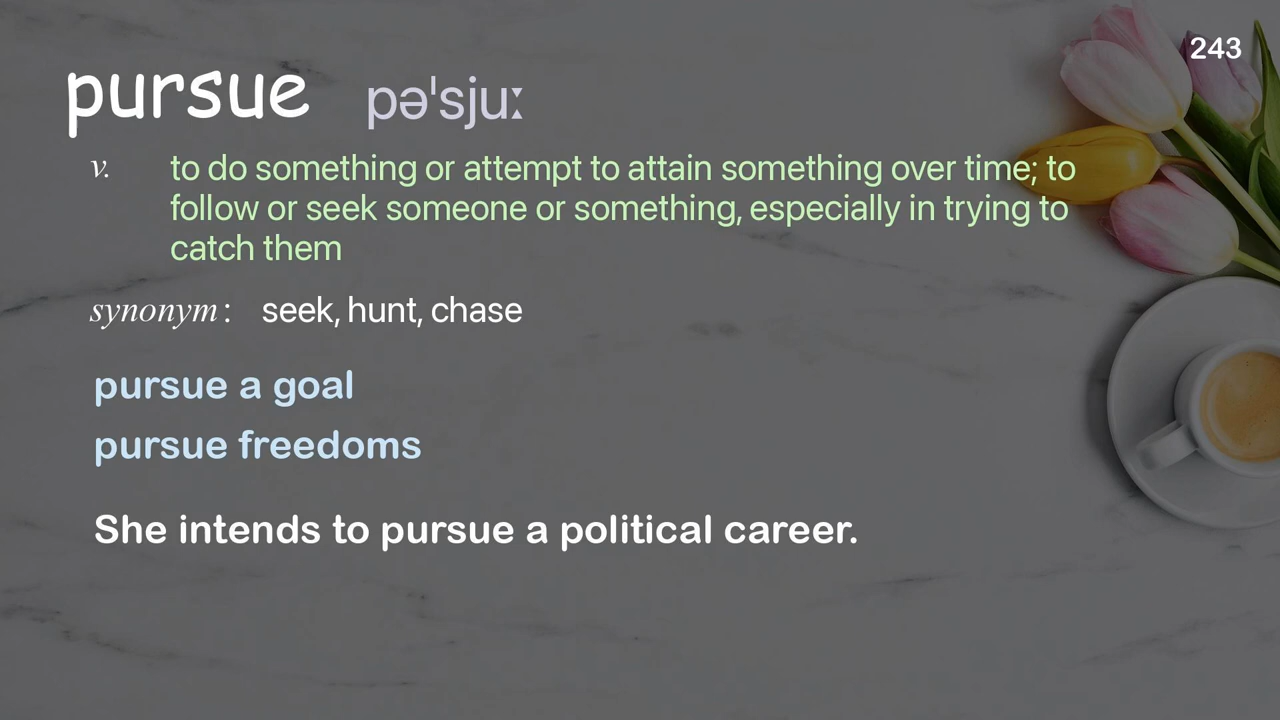 243
pursue pəˈsjuː
v. to do something or attempt to attain something over time; to
follow or seek someone or something, especially in trying to
catch them
synonym: seek, hunt, chase
pursue a goal
pursue freedoms
She intends to pursue a political career.